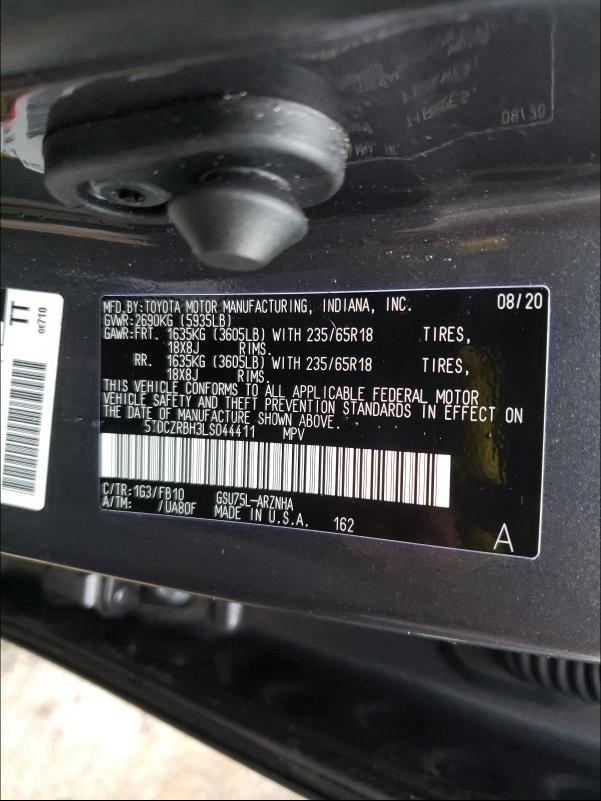 MFD.BY:TOYOTA MOTOR MANUFACTURING, INDIANA, INC. 08/20
GVWR:2690KG (5935LB)
GAWR:FRT. 1635KG (3605LB) WITH 235/65R18 TIRES,
18X8J RIMS.
RR. 1635KG (3605LB) WITH 235/65R18 TIRES,
18X8J RIMS.
THIS VEHICLE CONFORMS TO ALL APPLICABLE FEDERAL MOTOR
VEHICLE SAFETY AND THEFT PREVENTION STANDARDS IN EFFECT ON
THE DATE OF MANUFACTURE SHOWN ABOVE.
5TDCZRBH3LS044411 MPV
C/TR:1G3/FB10 GSU75L-ARZNHA
A/TM: /UA80F MADE IN U.S.A. 162
A
TT
0E710
08/20